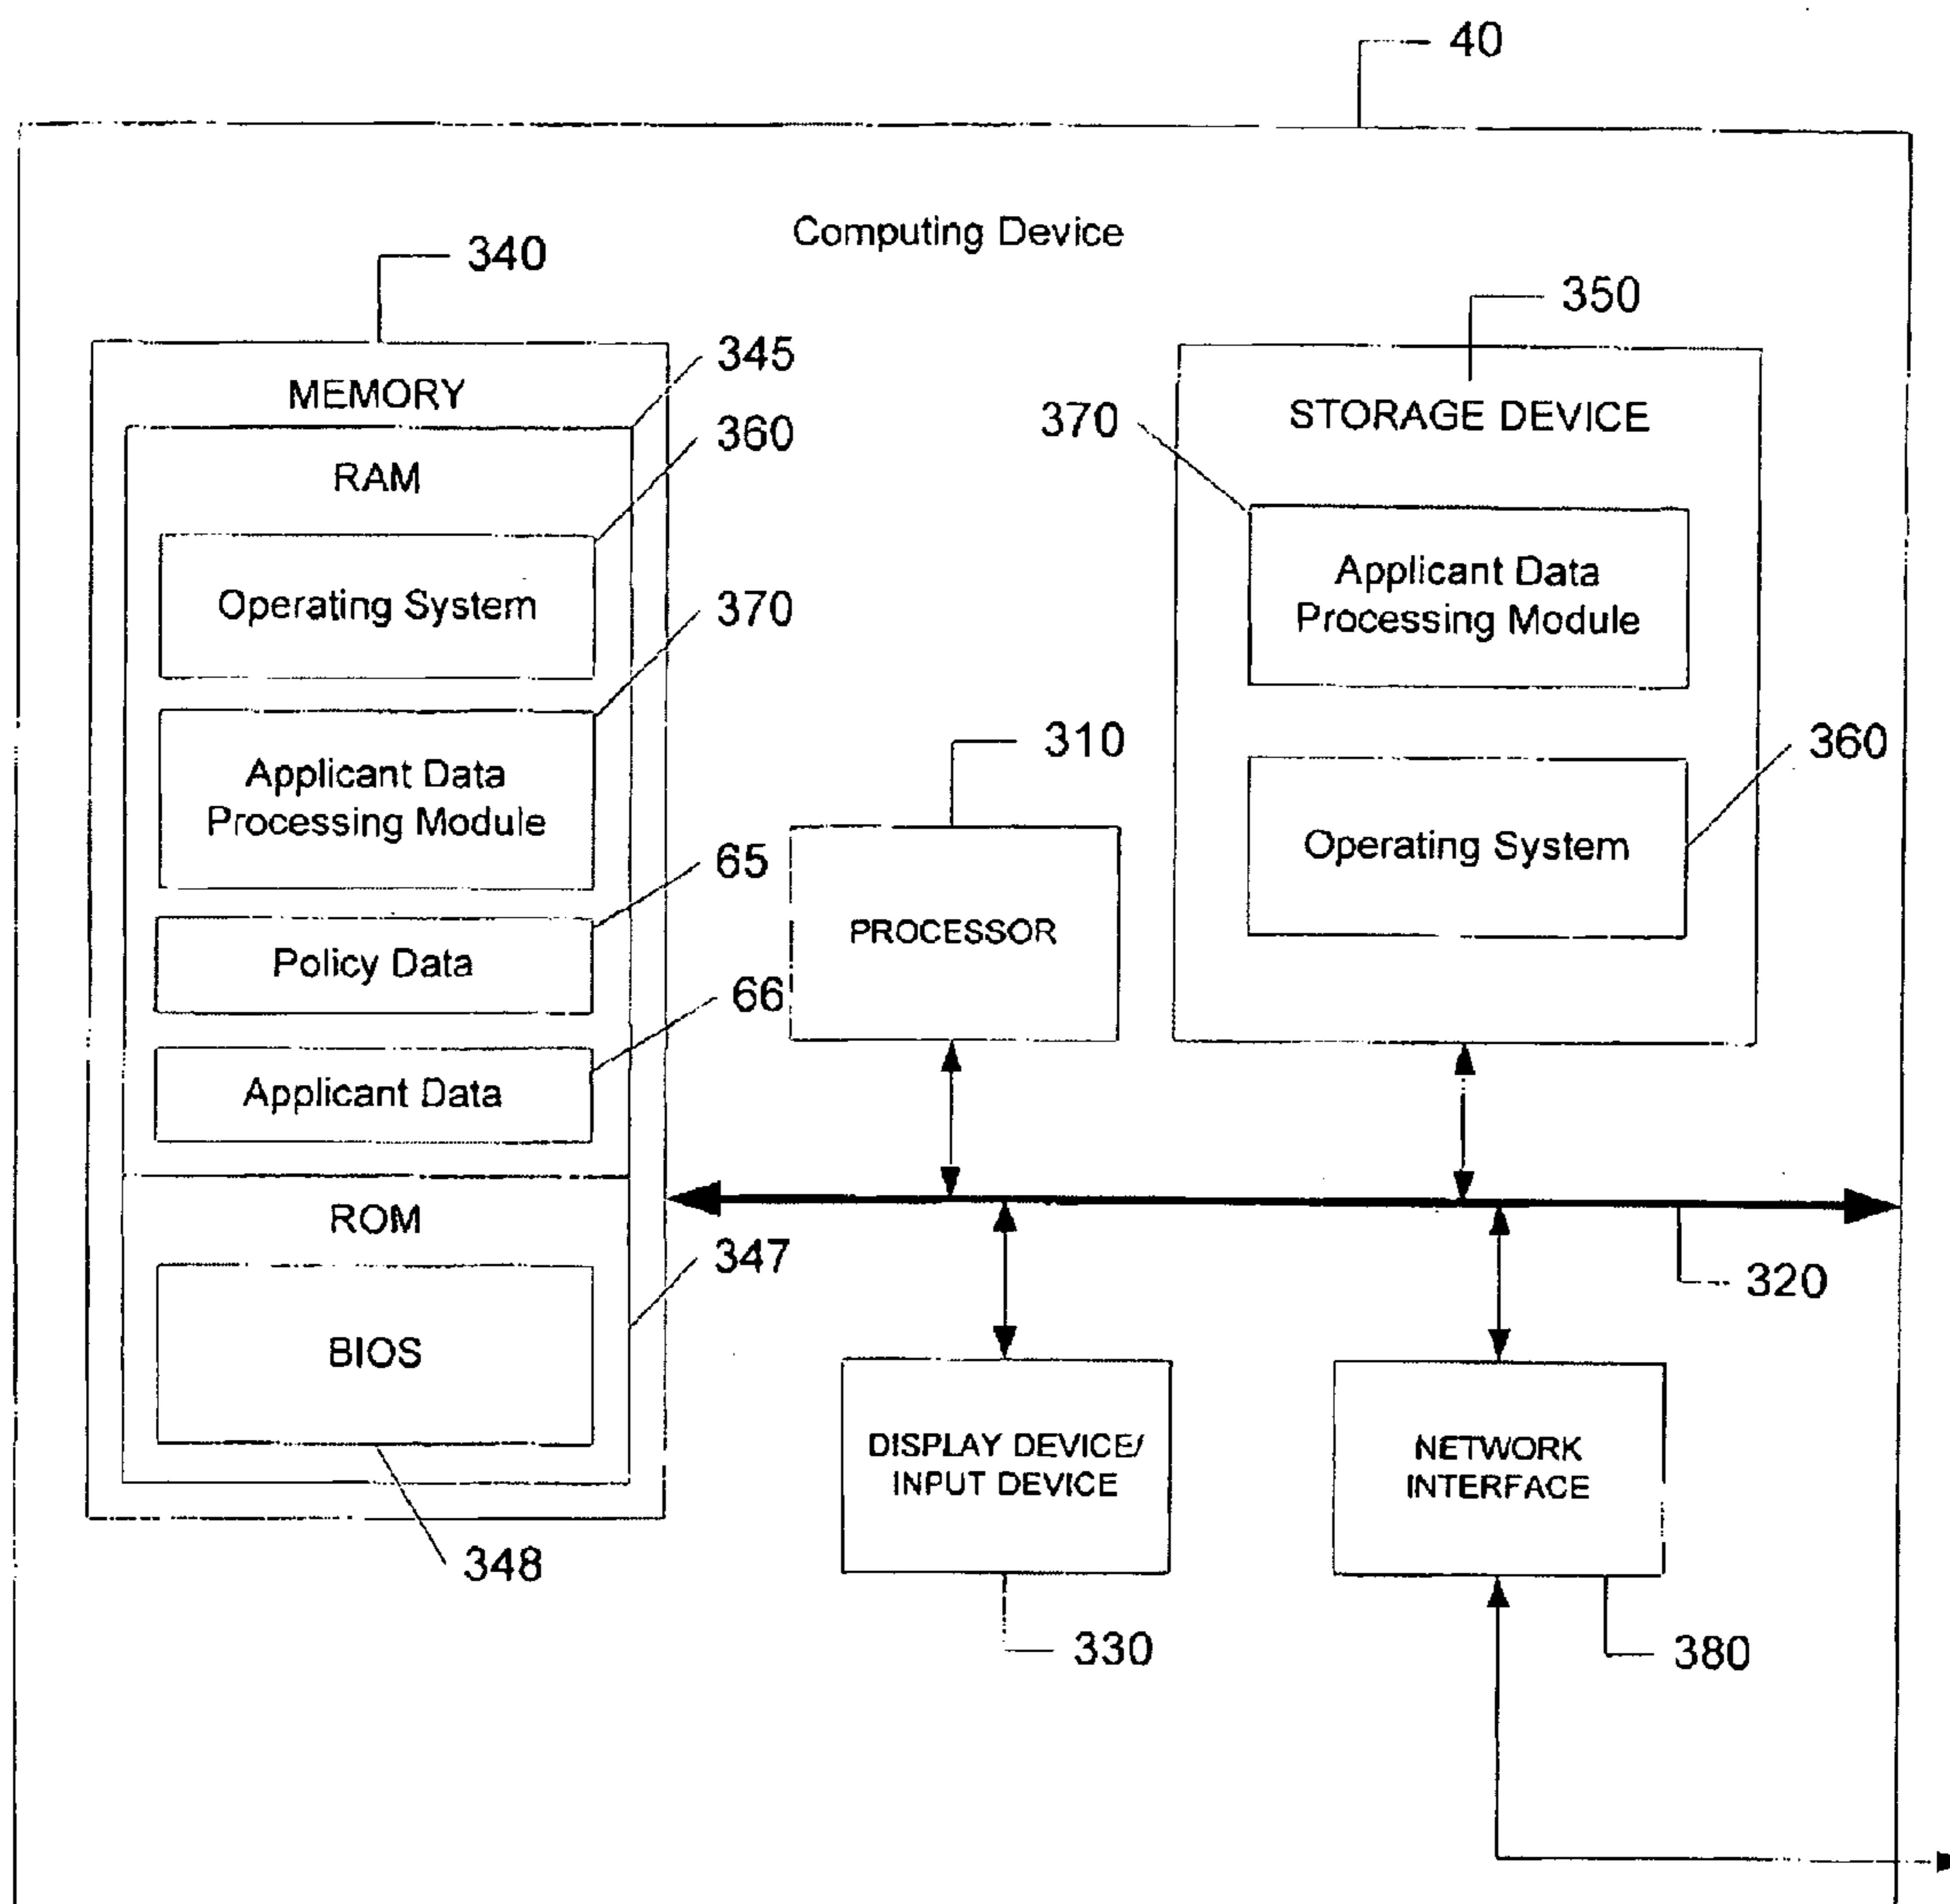 40
Computing Device
340
345
MEMORY
360
RAM
Operating System
370
Applicant Data
Processing Module
65
Policy Data
66
Applicant Data
ROM
347
BIOS
348
350
STORAGE DEVICE
370
Applicant Data
Processing Module
360
Operating System
310
PROCESSOR
320
DISPLAY DEVICE/
INPUT DEVICE
330
NETWORK
INTERFACE
380